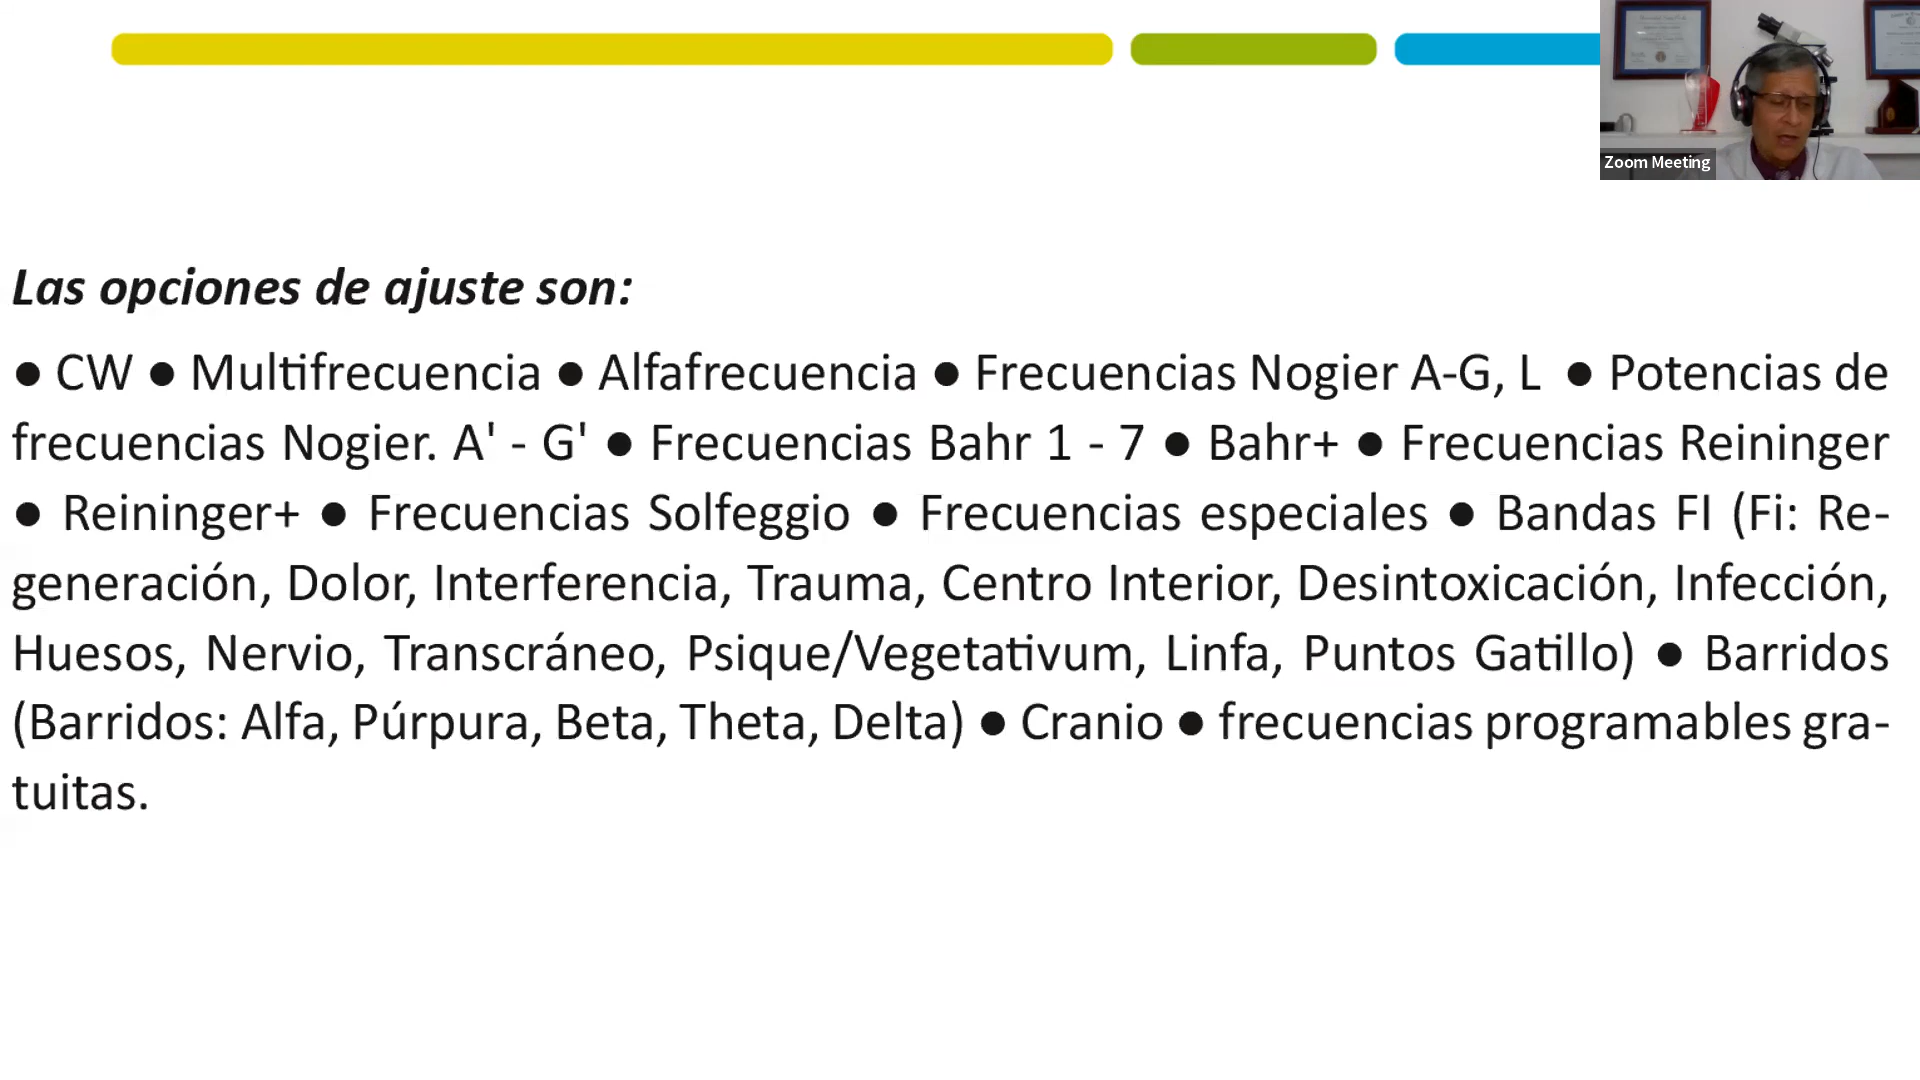 Zoom Meeting
Las opciones de ajuste son:
● CW ● Multifrecuencia ● Alfafrecuencia ● Frecuencias Nogier A-G, L ● Potencias de
frecuencias Nogier. A' - G' ● Frecuencias Bahr 1 - 7 ● Bahr+ ● Frecuencias Reininger
● Reininger+ ● Frecuencias Solfeggio ● Frecuencias especiales ● Bandas FI (Fi: Re-
generación, Dolor, Interferencia, Trauma, Centro Interior, Desintoxicación, Infección,
Huesos, Nervio, Transcráneo, Psique/Vegetativum, Linfa, Puntos Gatillo) ● Barridos
(Barridos: Alfa, Púrpura, Beta, Theta, Delta) ● Cranio ● frecuencias programables gra-
tuitas.